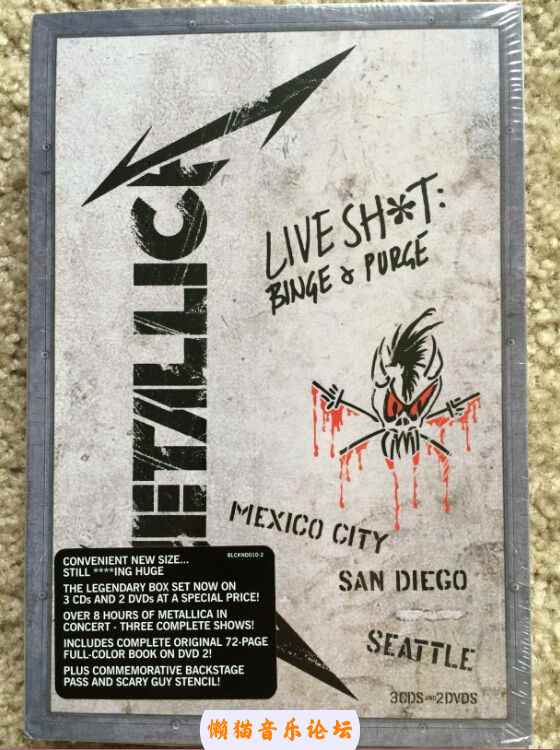 METALLICA
LIVE SH*T:
BINGE & PURGE
MEXICO CITY
SAN DIEGO
SEATTLE
3CDS AND 2DVDS
BLCKND010-2
CONVENIENT NEW SIZE...
STILL ****ING HUGE
THE LEGENDARY BOX SET NOW ON
3 CDs AND 2 DVDs AT A SPECIAL PRICE!
OVER 8 HOURS OF METALLICA IN
CONCERT - THREE COMPLETE SHOWS!
INCLUDES COMPLETE ORIGINAL 72-PAGE
FULL-COLOR BOOK ON DVD 2!
PLUS COMMEMORATIVE BACKSTAGE
PASS AND SCARY GUY STENCIL!
懒猫音乐论坛